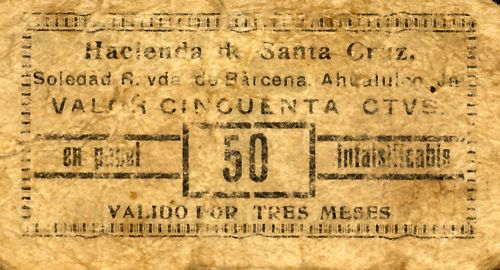 Hacienda de Santa Cruz.
Soledad R. vda. de Bárcena. Ahualulco, Ja.
VALOR CINCUENTA CTVS.
en papel 50 infalsificable
VALIDO POR TRES MESES